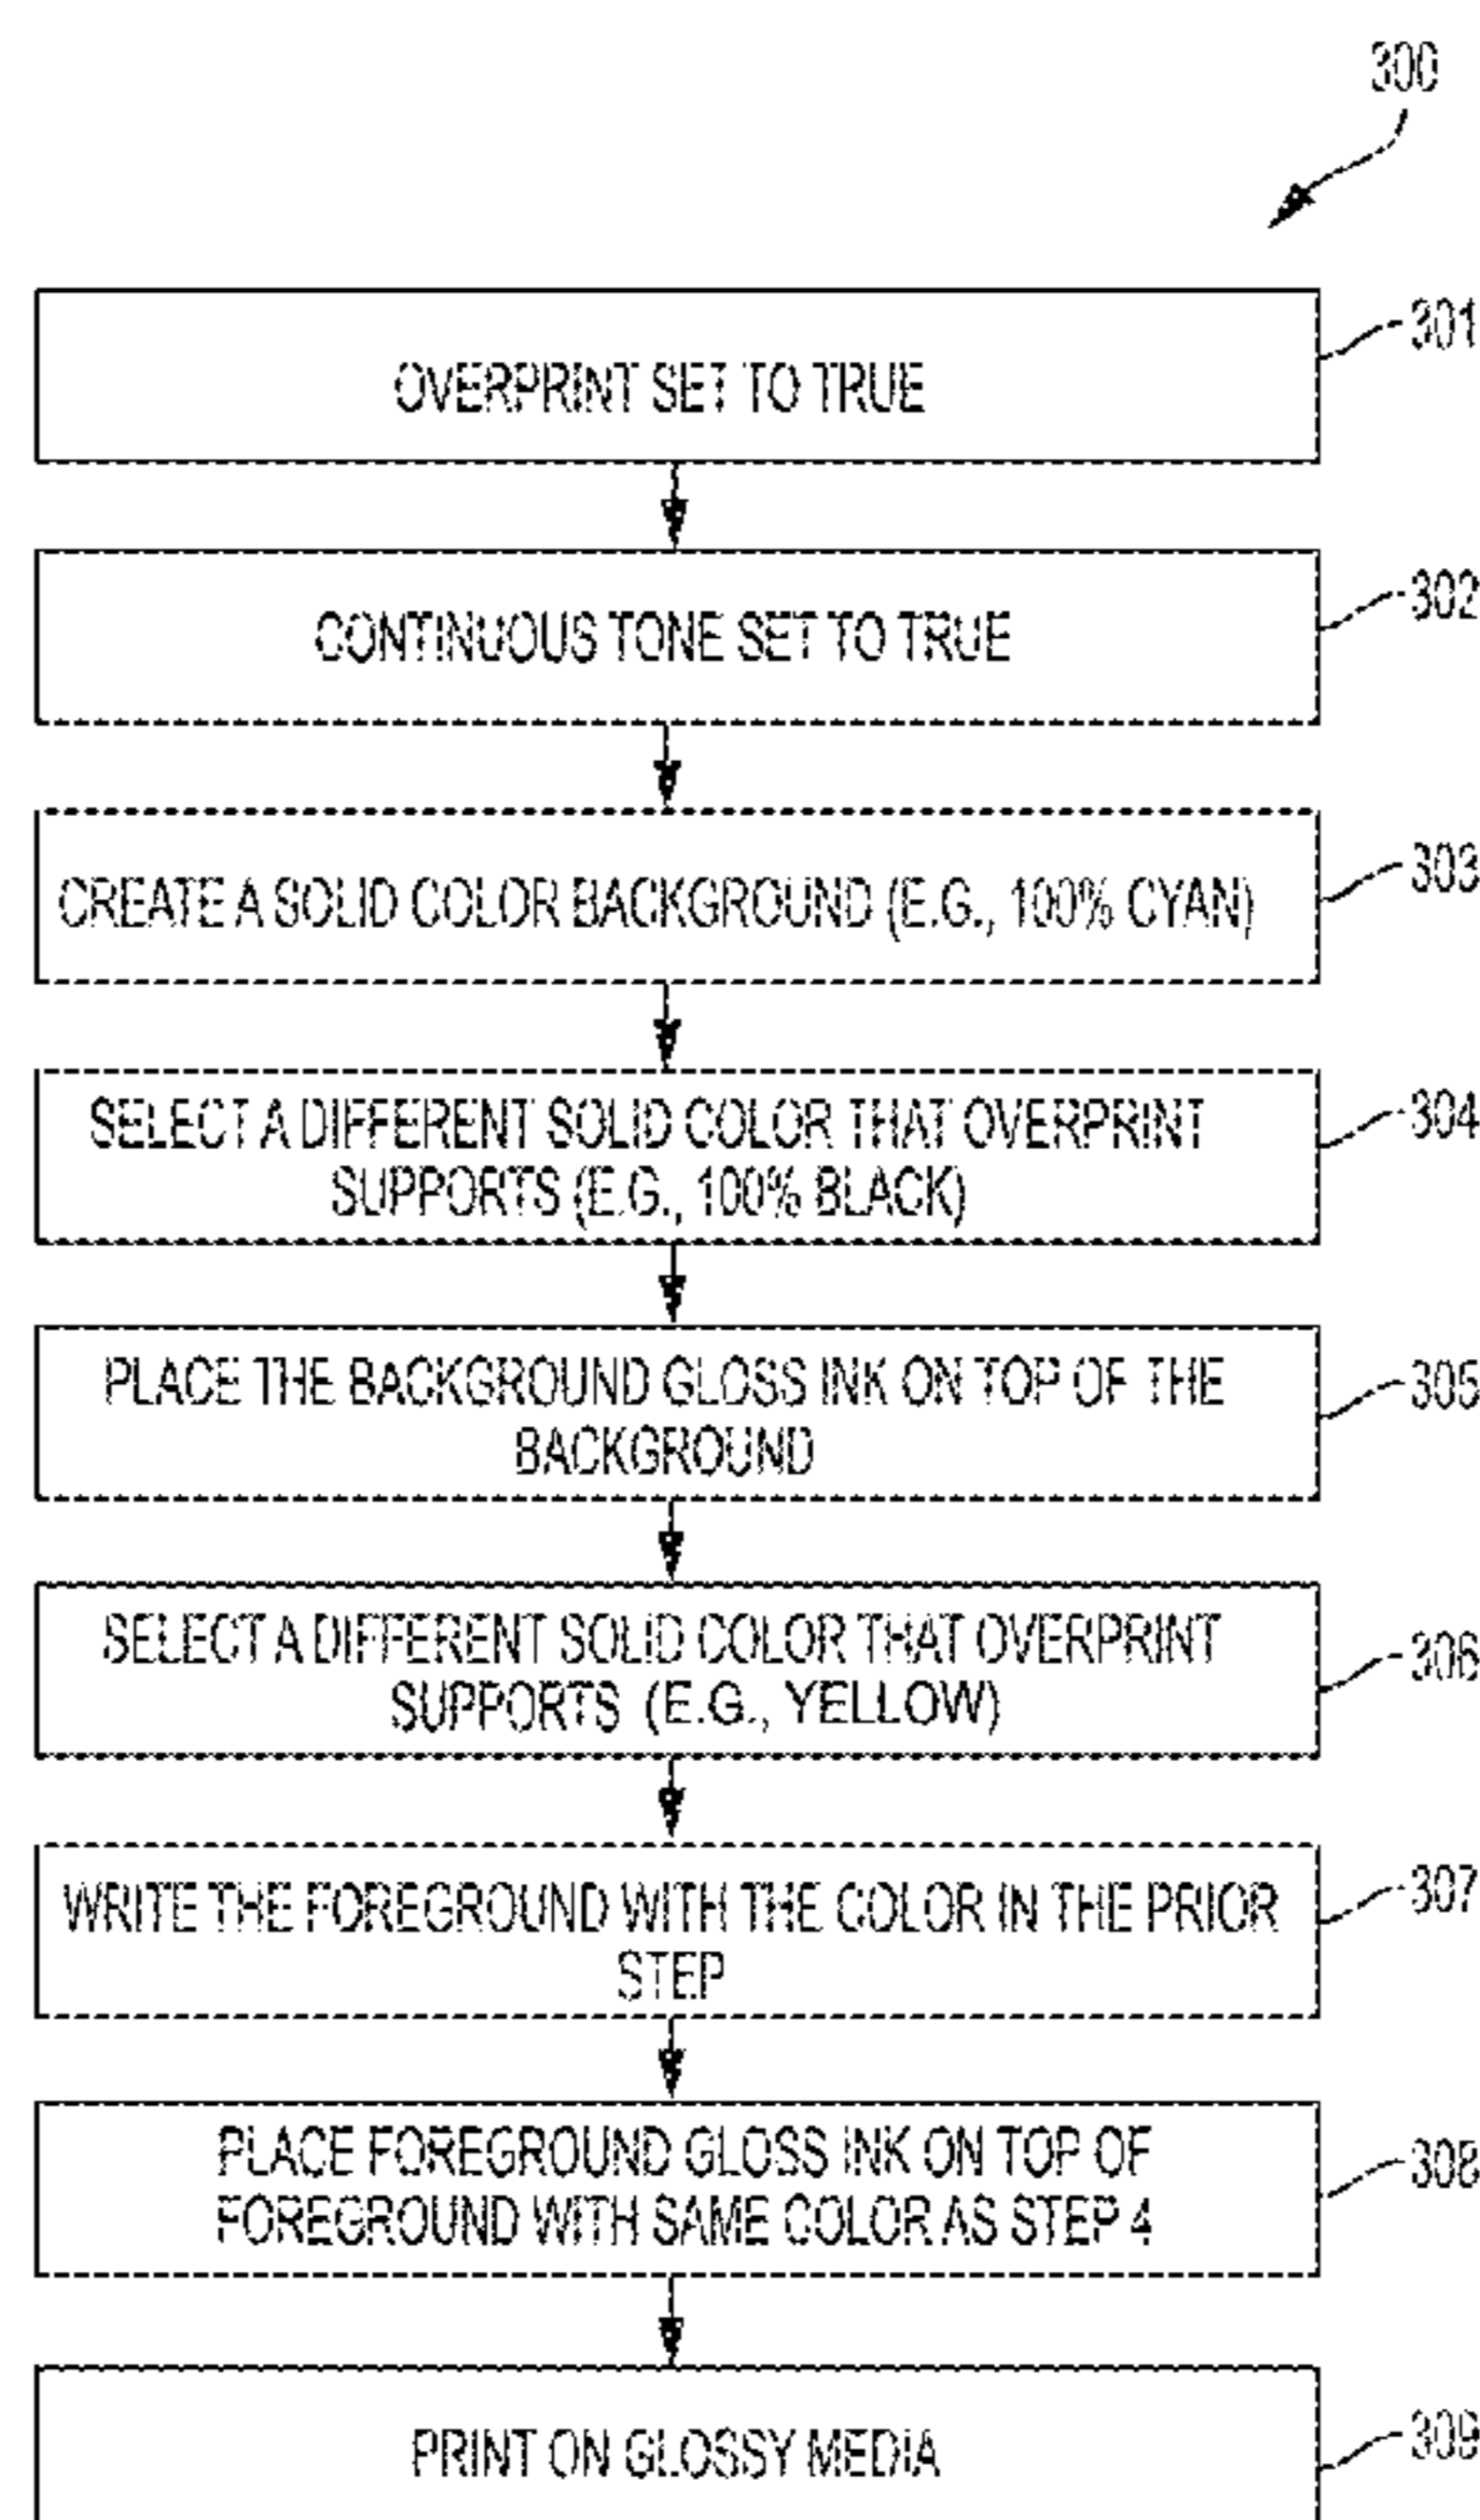 300
OVERPRINT SET TO TRUE
301
CONTINUOUS TONE SET TO TRUE
302
CREATE A SOLID COLOR BACKGROUND (E.G., 100% CYAN)
303
SELECT A DIFFERENT SOLID COLOR THAT OVERPRINT
SUPPORTS (E.G., 100% BLACK)
304
PLACE THE BACKGROUND GLOSS INK ON TOP OF THE
BACKGROUND
305
SELECT A DIFFERENT SOLID COLOR THAT OVERPRINT
SUPPORTS (E.G., YELLOW)
306
WRITE THE FOREGROUND WITH THE COLOR IN THE PRIOR
STEP
307
PLACE FOREGROUND GLOSS INK ON TOP OF
FOREGROUND WITH SAME COLOR AS STEP 4
308
PRINT ON GLOSSY MEDIA
309